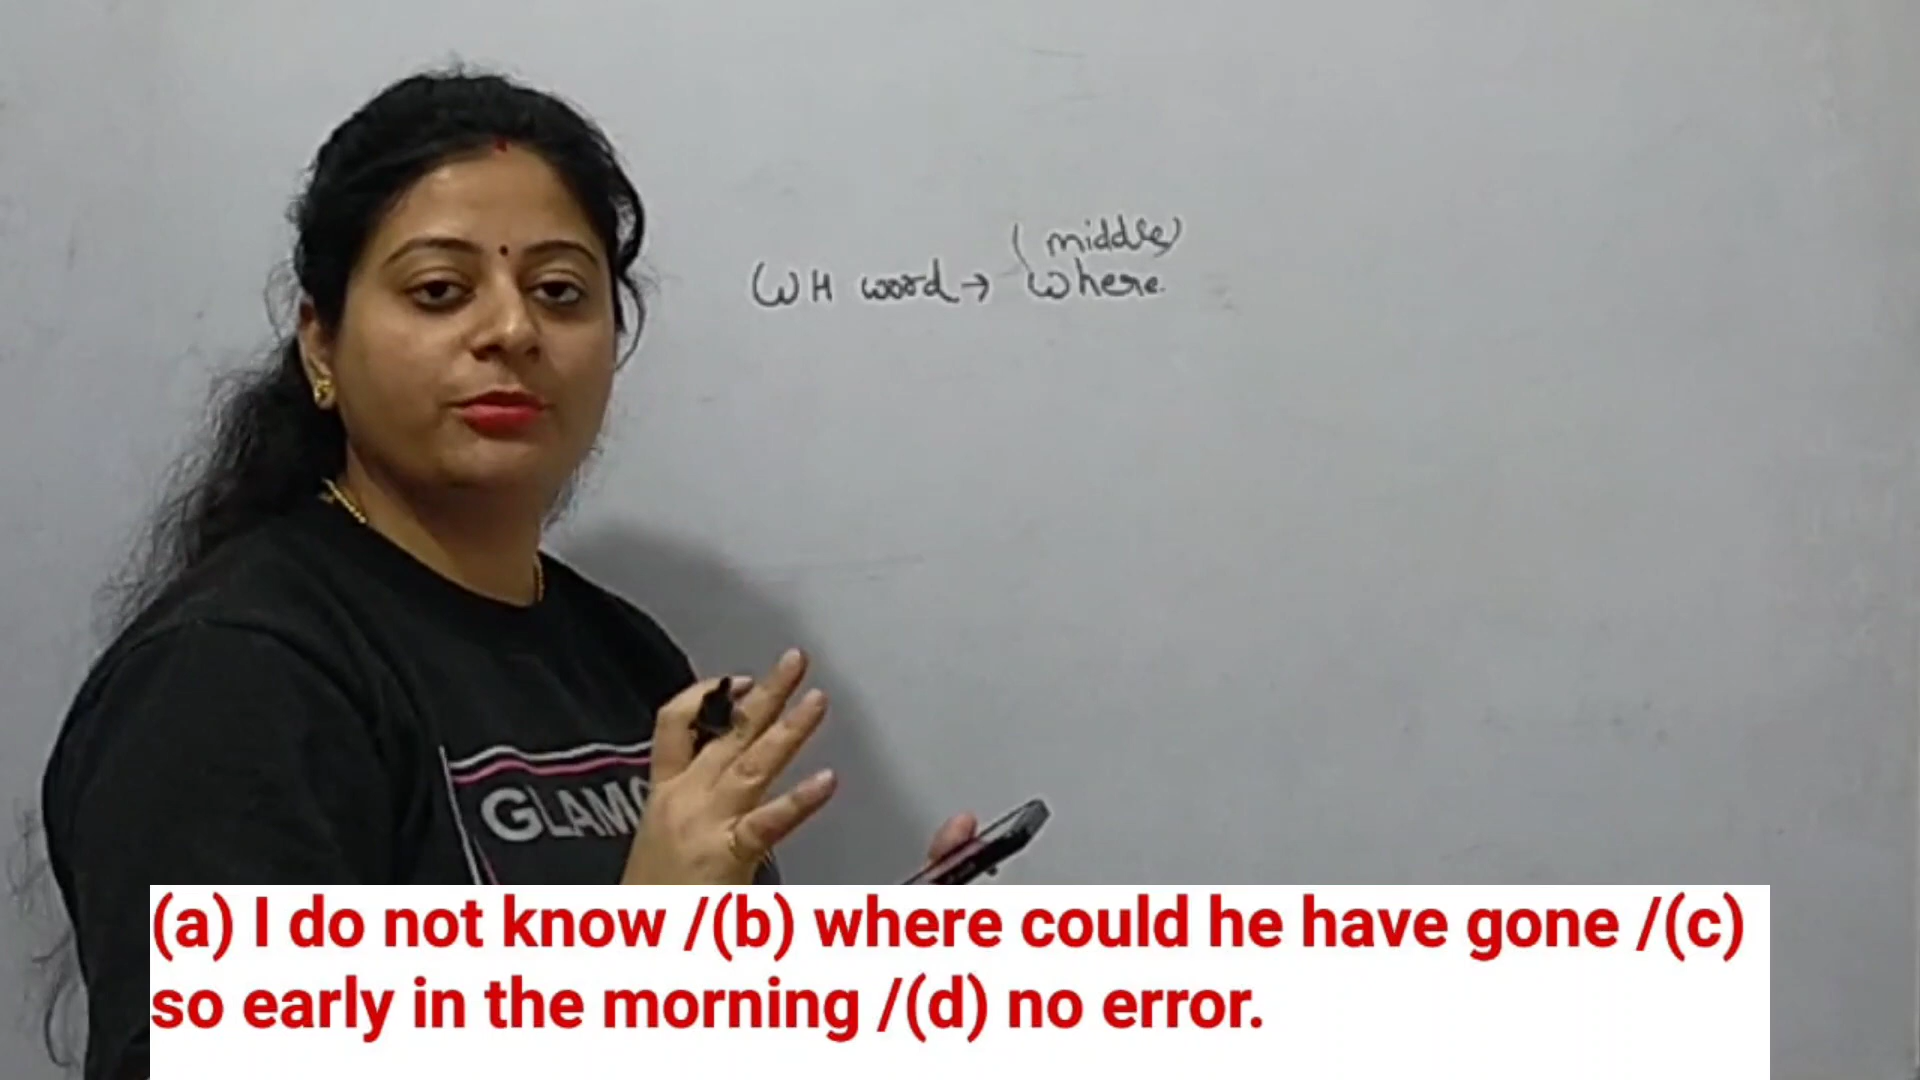 (middle)
WH word → where.
GLAMO
(a) I do not know /(b) where could he have gone /(c)
so early in the morning /(d) no error.